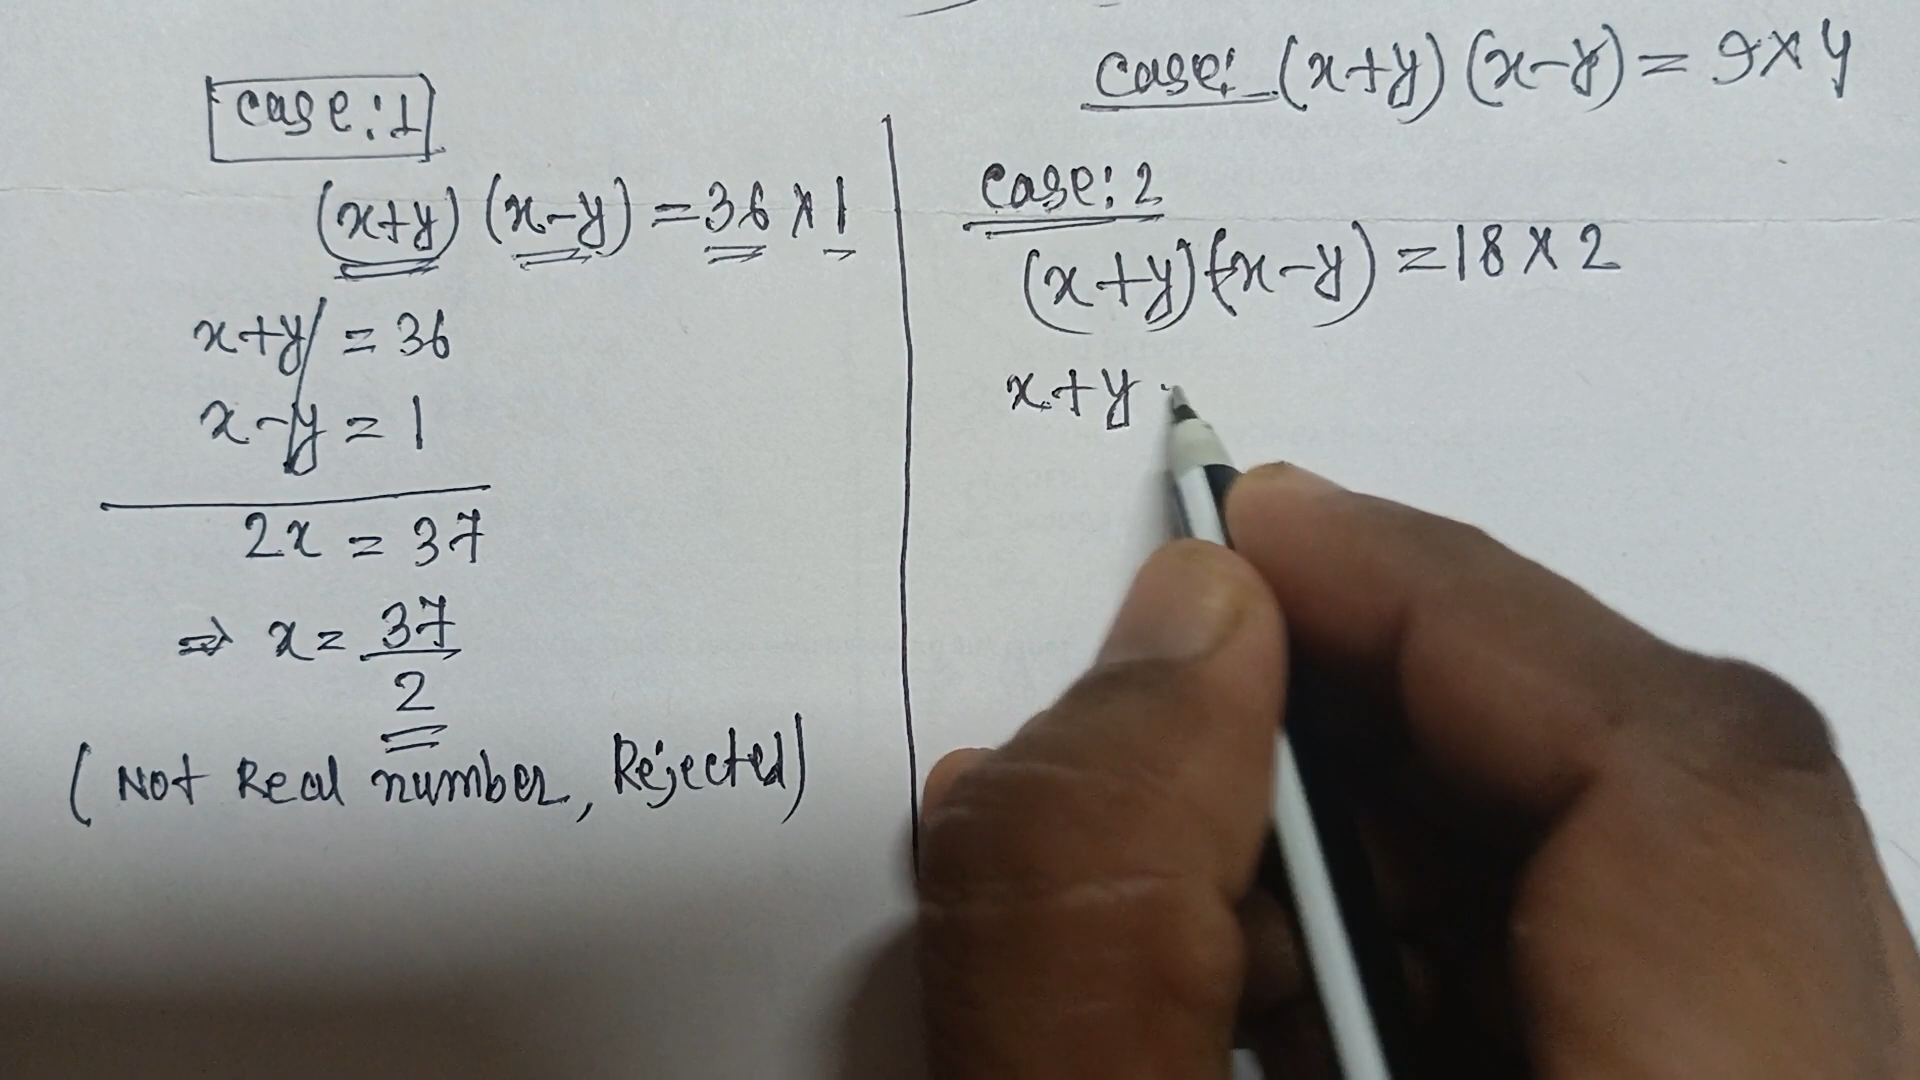 case:- (x+y) (x-y) = 9 x 4
case:1
(x+y) (x-y) = 36 x 1
x+y = 36
x-y = 1
2x = 37
⇒ x = 37/2
(Not Real number, Rejected)
case:2
(x+y) (x-y) = 18 x 2
x+y